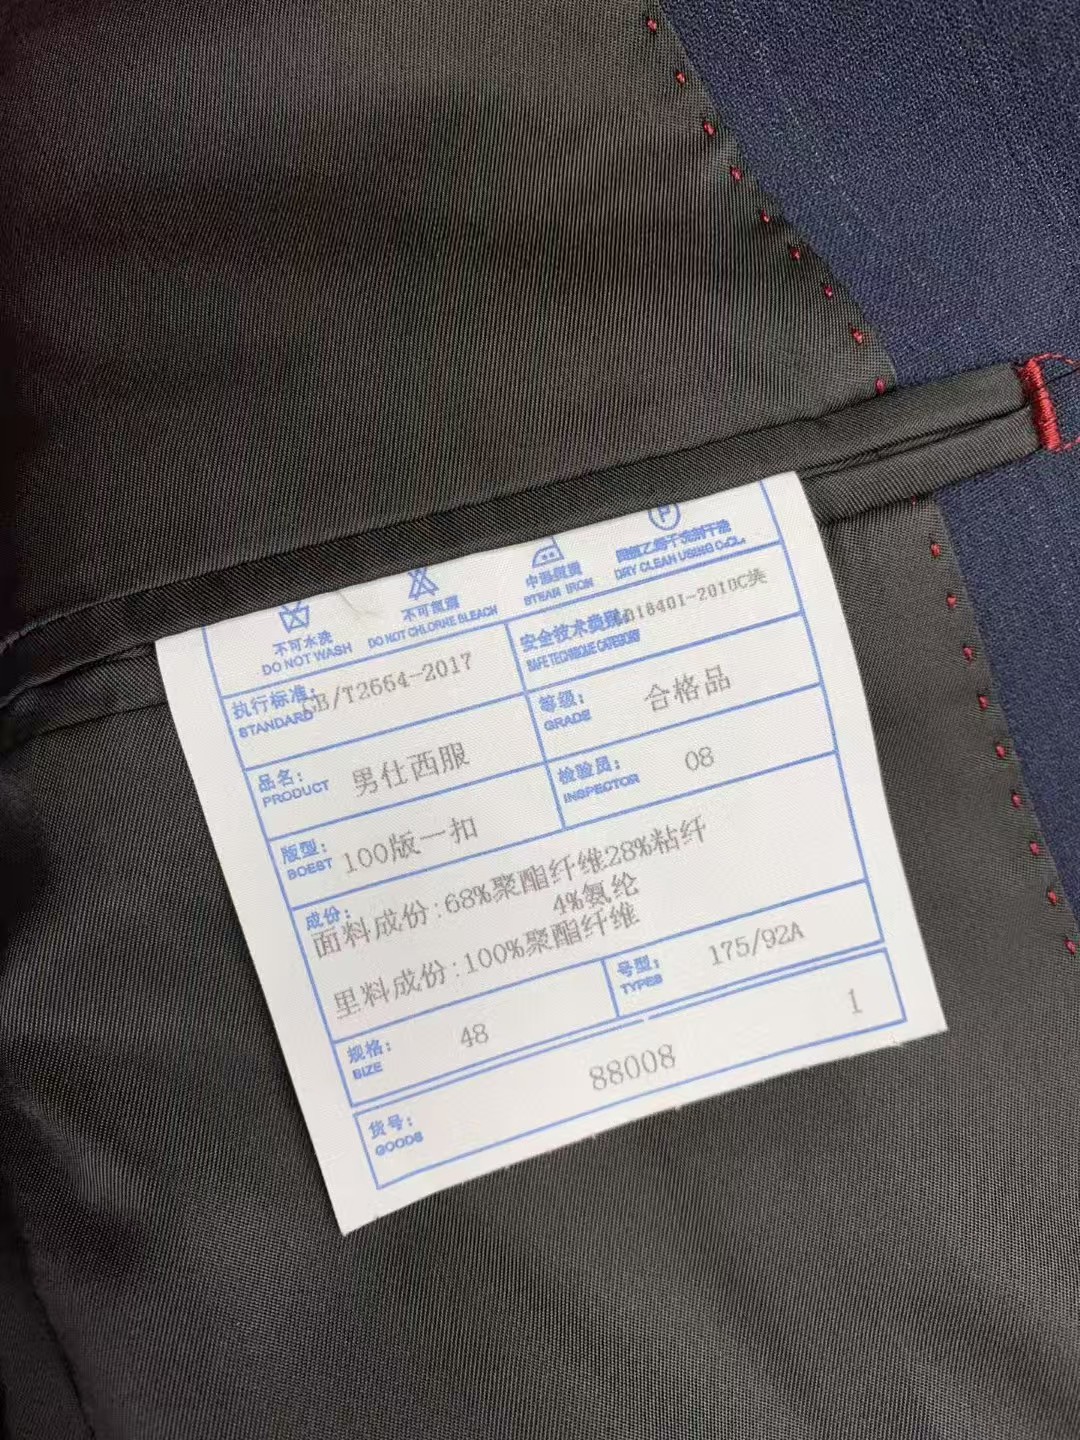 P
不可水洗
DO NOT WASH
不可氯漂
DO NOT CHLORINE BLEACH
中温熨烫
STEAM IRON
四氯乙烯干洗剂干洗
DRY CLEAN USING C₂CL₄
执行标准: GB/T2664-2017
STANDARD
安全技术类别: 18401-2010C类
SAFE TECHNIQUE CATEGORY
品名: 男仕西服
PRODUCT
等级: 合格品
GRADE
版型: 100版一扣
BOEST
检验员: 08
INSPECTOR
成份:
面料成份:68%聚酯纤维28%粘纤
4%氨纶
里料成份:100%聚酯纤维
规格: 48
SIZE
号型: 175/92A
TYPES
货号: 88008 1
GOODS